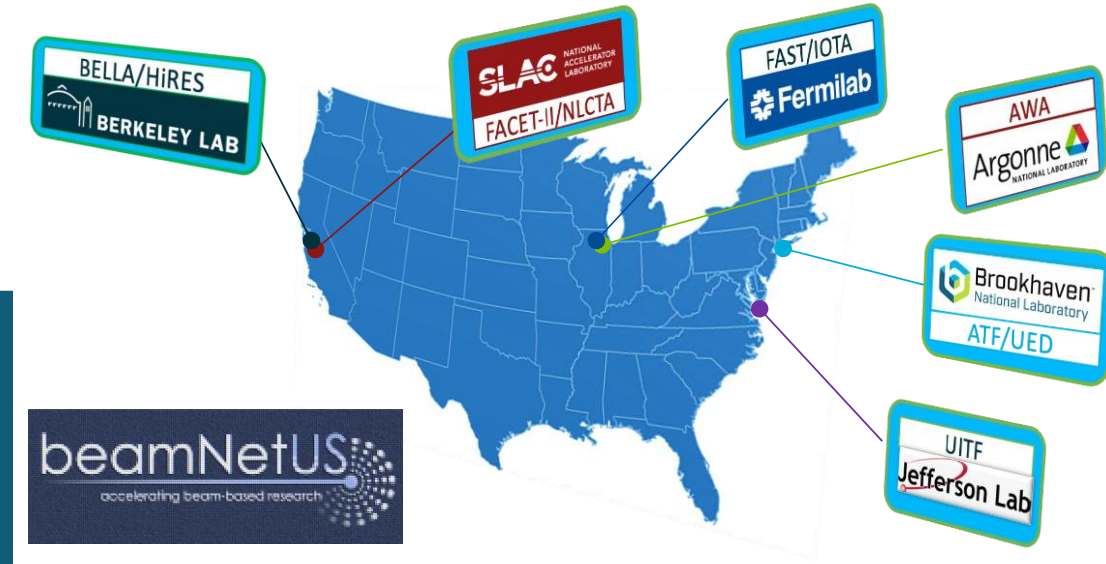 BELLA/HiRES
BERKELEY LAB
SLAC NATIONAL
ACCELERATOR
LABORATORY
FACET-II/NLCTA
FAST/IOTA
Fermilab
AWA
Argonne
NATIONAL LABORATORY
Brookhaven™
National Laboratory
ATF/UED
UITF
Jefferson Lab
beamNetUS
accelerating beam-based research